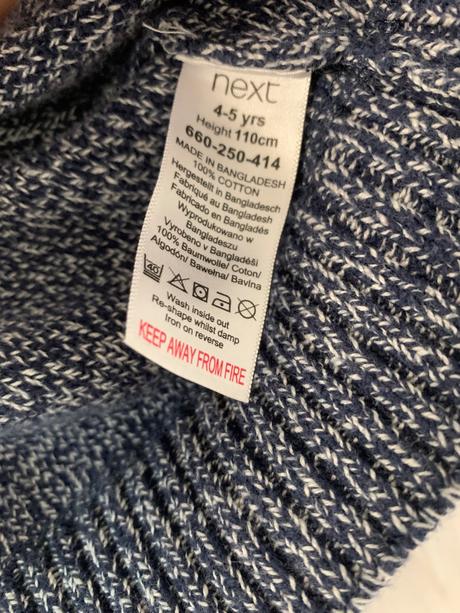 next
4-5 yrs
Height 110cm
660-250-414
MADE IN BANGLADESH
100% COTTON
Hergestellt in Bangladesch
Fabriqué au Bangladesh
Fabricado en Bangladés
Wyprodukowano w
Bangladeszu
Vyrobeno v Bangladéši
100% Baumwolle/ Coton/
Algodón/ Bawełna/ Bavlna
40
Wash inside out
Re-shape whilst damp
Iron on reverse
KEEP AWAY FROM FIRE